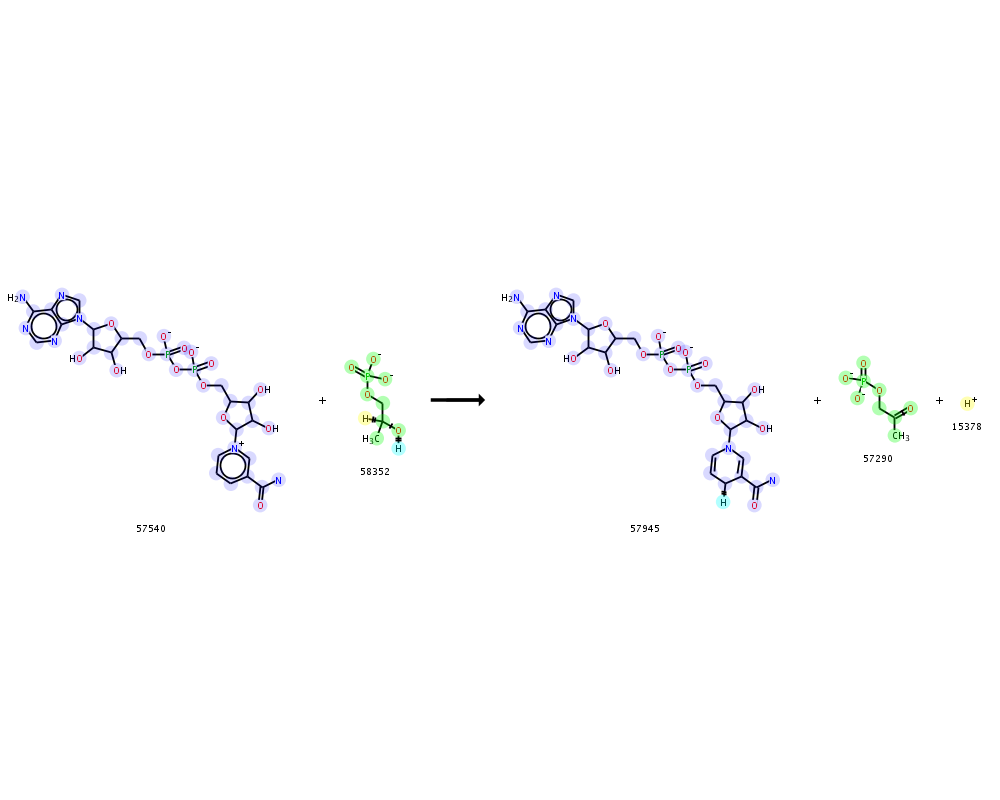 H₂N N N N N O HO OH O O⁻ P O O P O⁻ O O O OH OH N⁺ N O
57540
+
O⁻ O P O⁻ O H O H₃C H
58352
H₂N N N N N O HO OH O O⁻ P O O P O⁻ O O O OH OH N N O H
57945
+
O O⁻ P O O⁻ O CH₃
57290
+
H⁺
15378